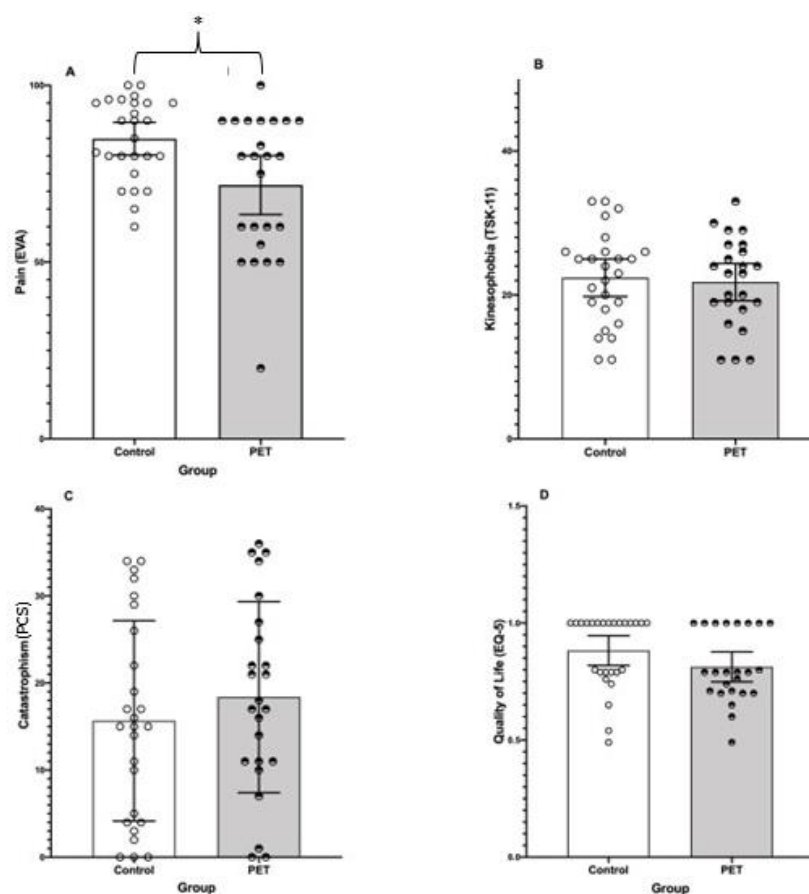 *
A
100
50
0
Pain (EVA)
Control
PET
Group
B
40
20
0
Kinesophobia (TSK-11)
Control
PET
C
40
30
20
10
0
Catastrophism (PCS)
Control
PET
Group
D
1.5
1.0
0.5
0.0
Quality of Life (EQ-5)
Control
PET
Group